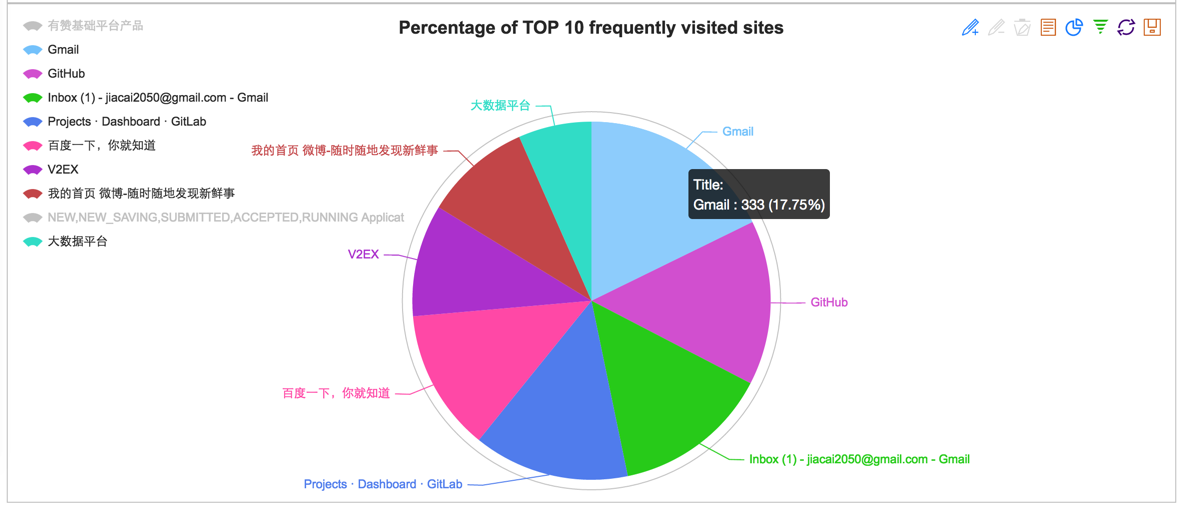 Percentage of TOP 10 frequently visited sites
有赞基础平台产品
Gmail
GitHub
Inbox (1) - jiacai2050@gmail.com - Gmail
Projects · Dashboard · GitLab
百度一下，你就知道
V2EX
我的首页 微博-随时随地发现新鲜事
NEW,NEW_SAVING,SUBMITTED,ACCEPTED,RUNNING Applicat
大数据平台
大数据平台
Gmail
我的首页 微博-随时随地发现新鲜事
Title:
Gmail : 333 (17.75%)
V2EX
GitHub
百度一下，你就知道
Inbox (1) - jiacai2050@gmail.com - Gmail
Projects · Dashboard · GitLab